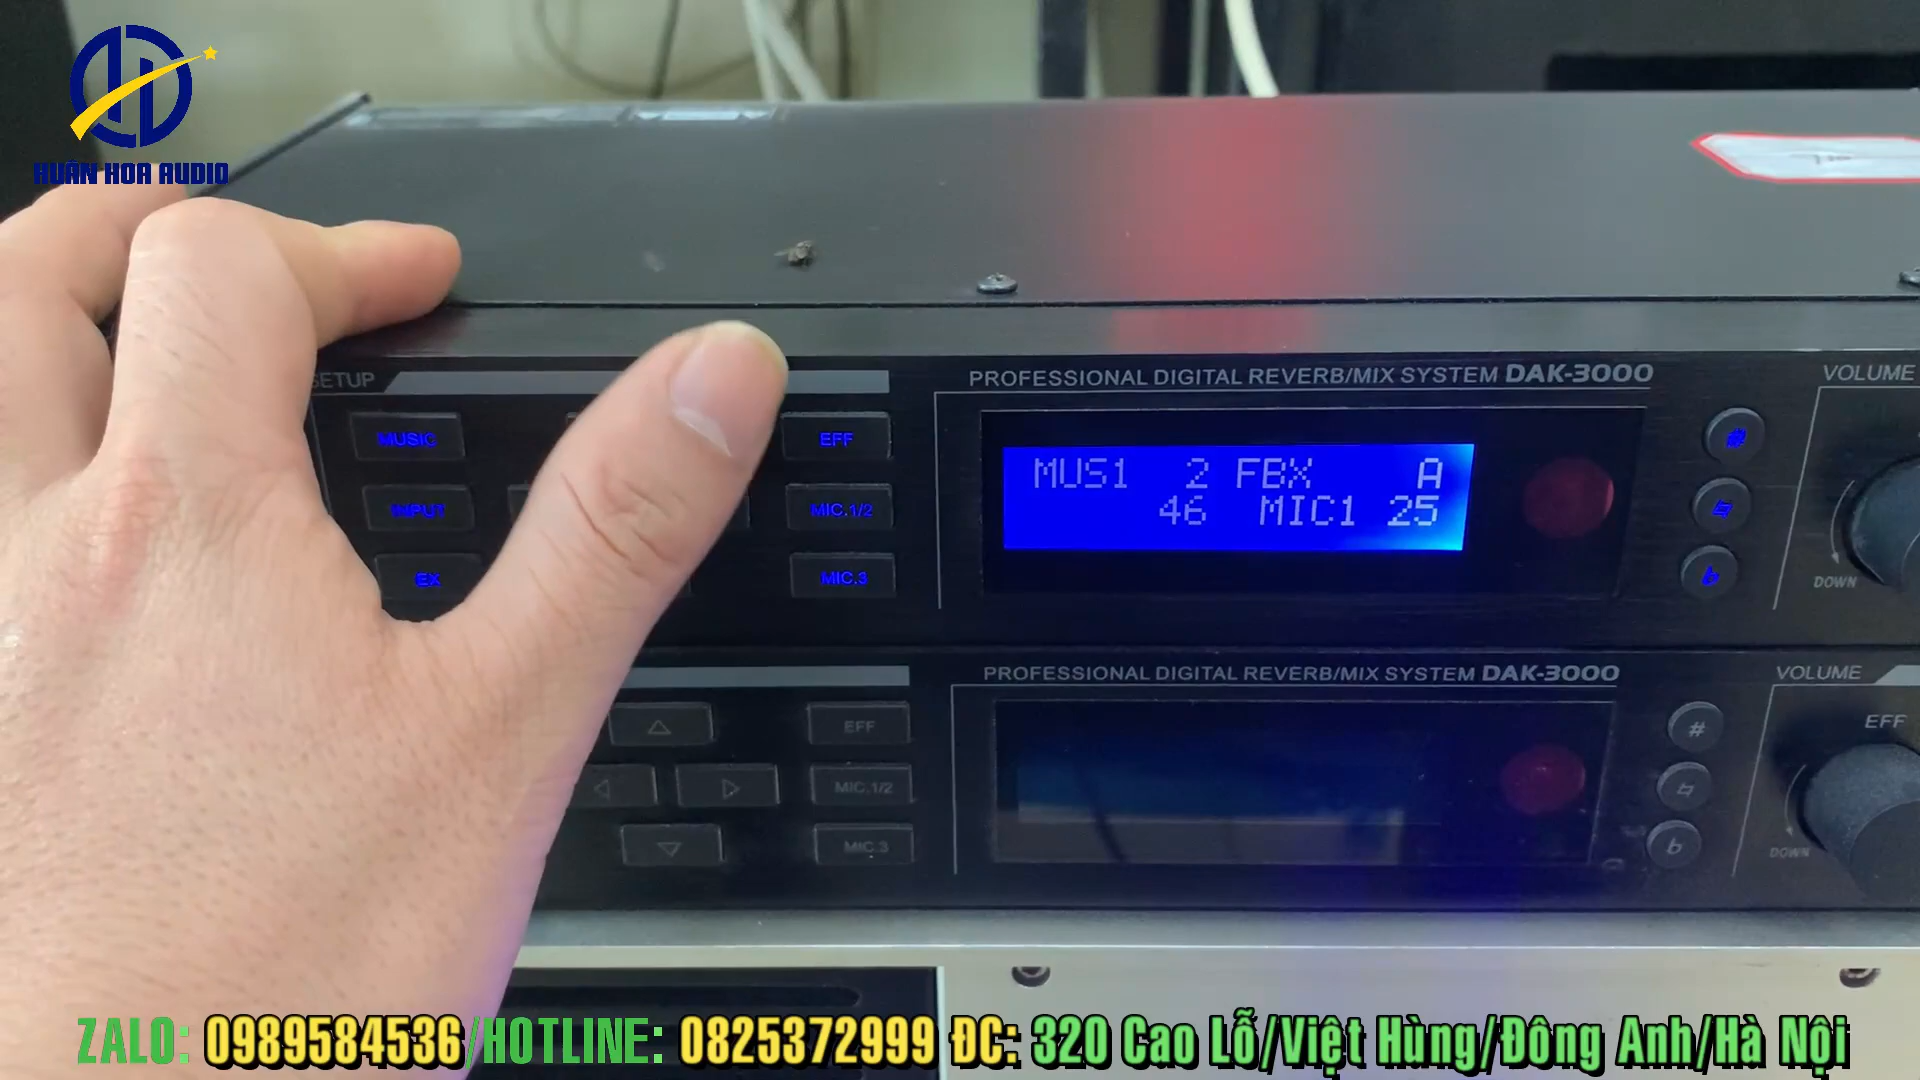 XUÂN HOA AUDIO
SETUP
PROFESSIONAL DIGITAL REVERB/MIX SYSTEM DAK-3000
VOLUME
MUSIC
EFF
#
MUS1 2 FBX A
46 MIC1 25
INPUT
MIC.1/2
EX
MIC.3
b
DOWN
PROFESSIONAL DIGITAL REVERB/MIX SYSTEM DAK-3000
VOLUME
EFF
EFF
#
MIC.1/2
MIC.3
b
DOWN
ZALO: 0989584536/HOTLINE: 0825372999 ĐC: 320 Cao Lỗ/Việt Hùng/Đông Anh/Hà Nội